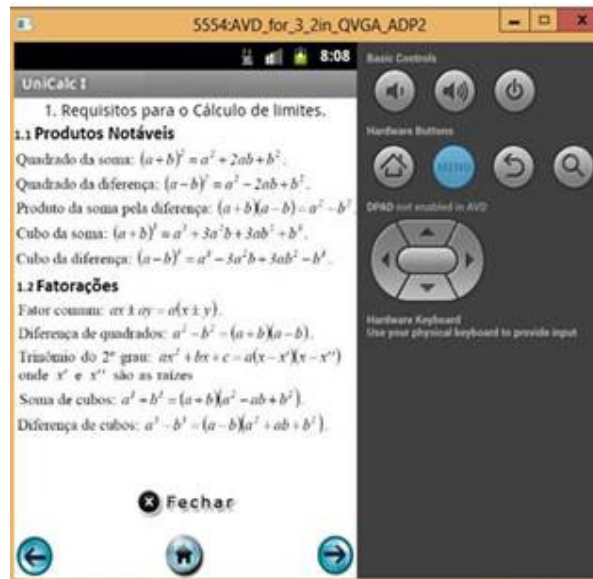 5554:AVD_for_3_2in_QVGA_ADP2
8:08
UniCalc I
1. Requisitos para o Cálculo de limites.
1.1 Produtos Notáveis
Quadrado da soma: (a+b)² = a² + 2ab + b².
Quadrado da diferença: (a−b)² = a² − 2ab + b².
Produto da soma pela diferença: (a+b)(a−b) = a² − b².
Cubo da soma: (a+b)³ = a³ + 3a²b + 3ab² + b³.
Cubo da diferença: (a−b)³ = a³ − 3a²b + 3ab² − b³.
1.2 Fatorações
Fator comum: ax ± ay = a(x ± y).
Diferença de quadrados: a² − b² = (a+b)(a−b).
Trinômio do 2º grau: ax² + bx + c = a(x−x')(x−x'')
onde x' e x'' são as raízes
Soma de cubos: a³ + b³ = (a+b)(a² − ab + b²).
Diferença de cubos: a³ − b³ = (a−b)(a² + ab + b²).
Fechar
Basic Controls
Hardware Buttons
MENU
DPAD not enabled in AVD
Hardware Keyboard
Use your physical keyboard to provide input